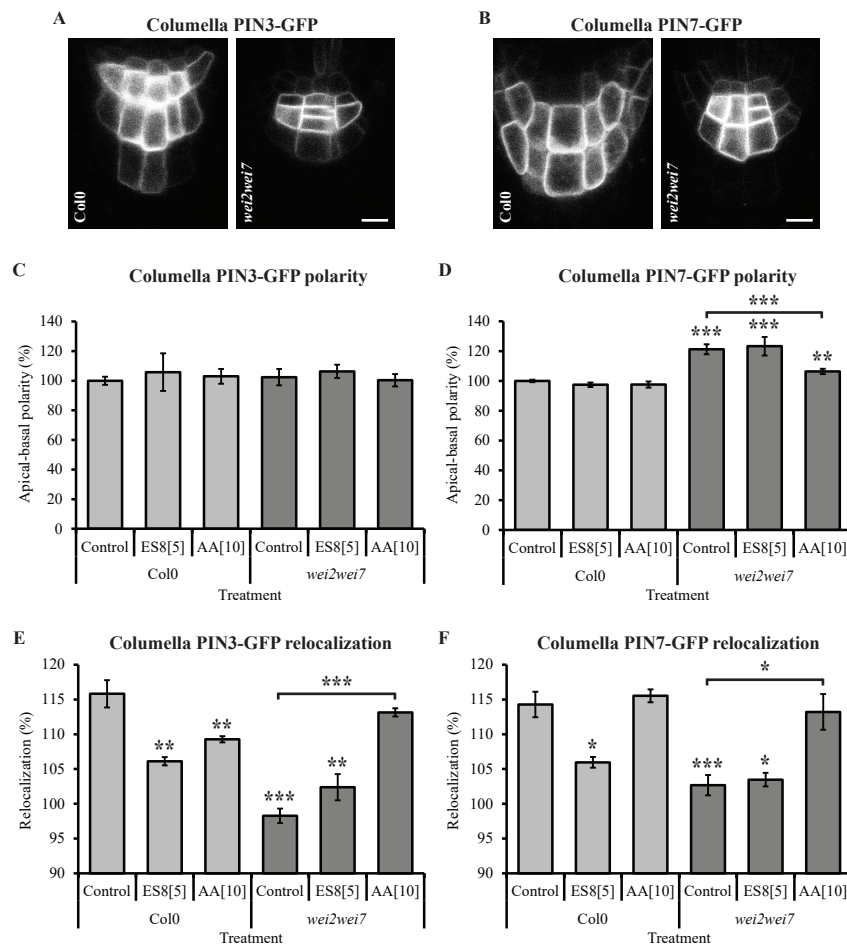 A
Columella PIN3-GFP
Col0
wei2wei7
B
Columella PIN7-GFP
Col0
wei2wei7
C
Columella PIN3-GFP polarity
Apical-basal polarity (%)
140
120
100
80
60
40
20
0
Control ES8[5] AA[10] Control ES8[5] AA[10]
Col0 wei2wei7
Treatment
D
Columella PIN7-GFP polarity
Apical-basal polarity (%)
140
120
100
80
60
40
20
0
***
*** *** **
Control ES8[5] AA[10] Control ES8[5] AA[10]
Col0 wei2wei7
Treatment
E
Columella PIN3-GFP relocalization
Relocalization (%)
120
115
110
105
100
95
90
***
** ** *** **
Control ES8[5] AA[10] Control ES8[5] AA[10]
Col0 wei2wei7
Treatment
F
Columella PIN7-GFP relocalization
Relocalization (%)
120
115
110
105
100
95
90
*
* *** *
Control ES8[5] AA[10] Control ES8[5] AA[10]
Col0 wei2wei7
Treatment